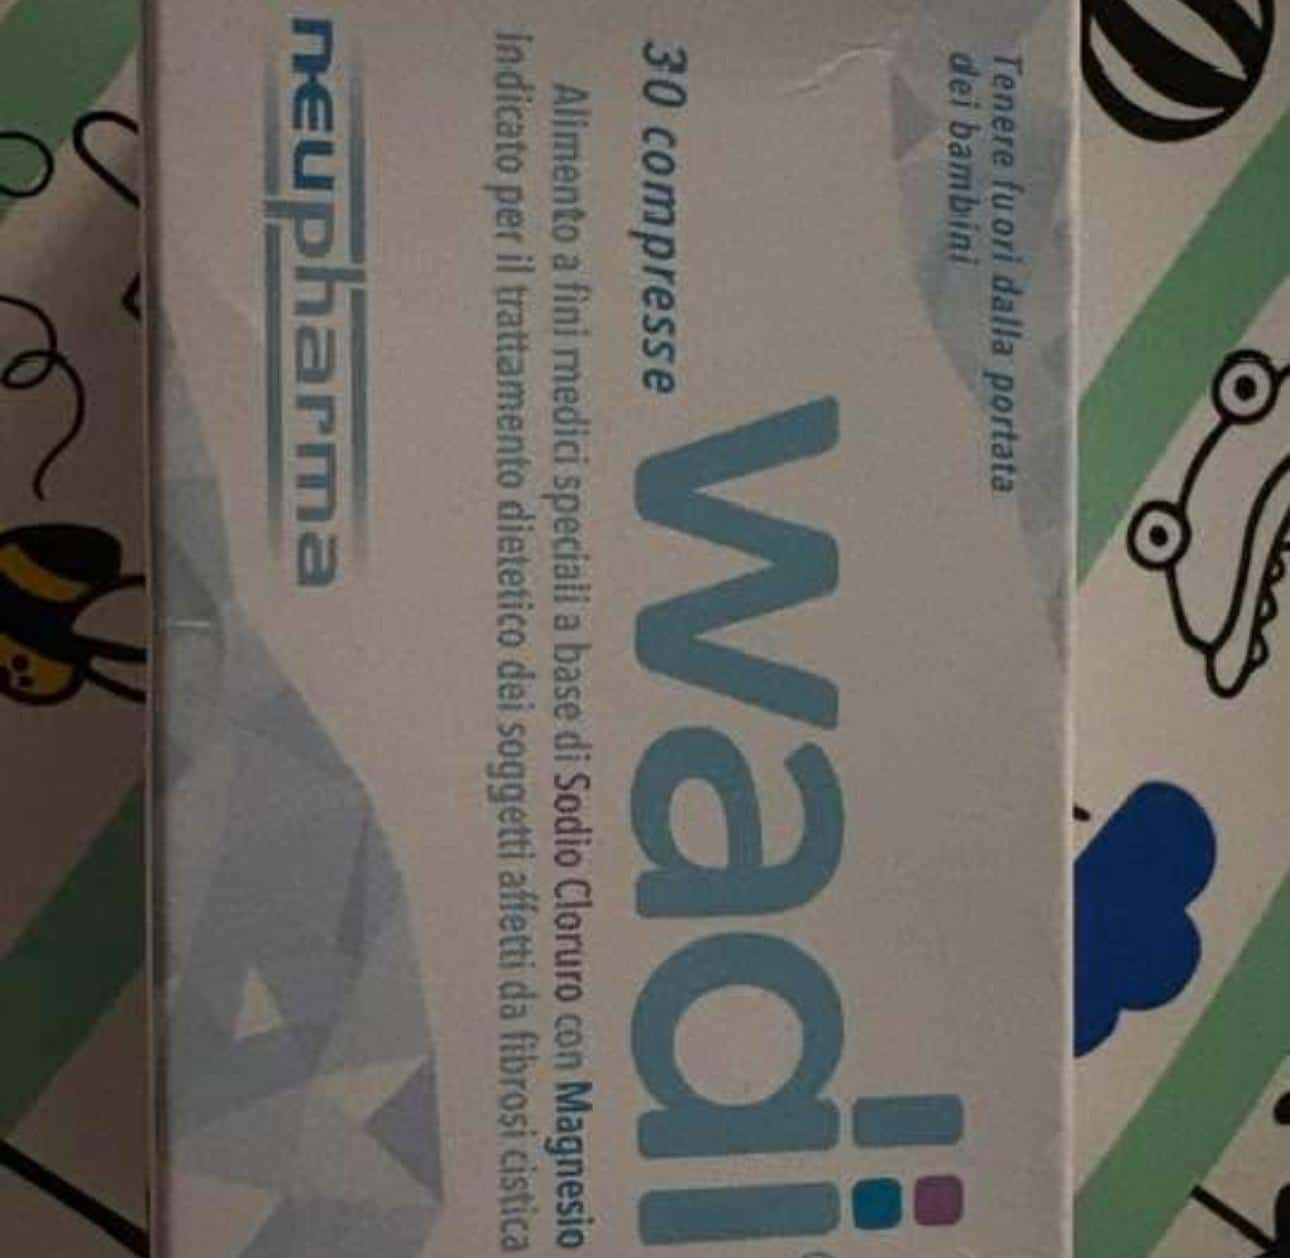 Tenere fuori dalla portata
dei bambini
wadi
30 compresse
Alimento a fini medici speciali a base di Sodio Cloruro con Magnesio
indicato per il trattamento dietetico dei soggetti affetti da fibrosi cistica
neupharma